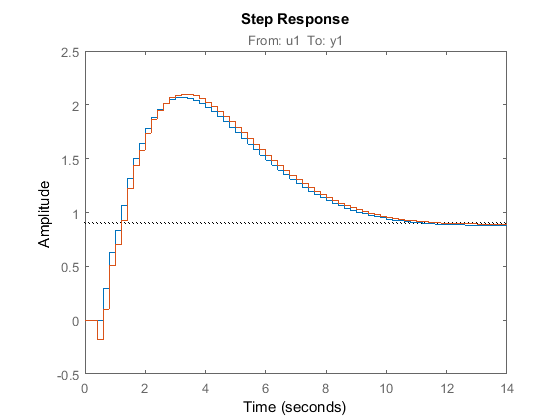 Step Response
From: u1 To: y1
2.5
2
1.5
1
0.5
0
-0.5
Amplitude
0 2 4 6 8 10 12 14
Time (seconds)